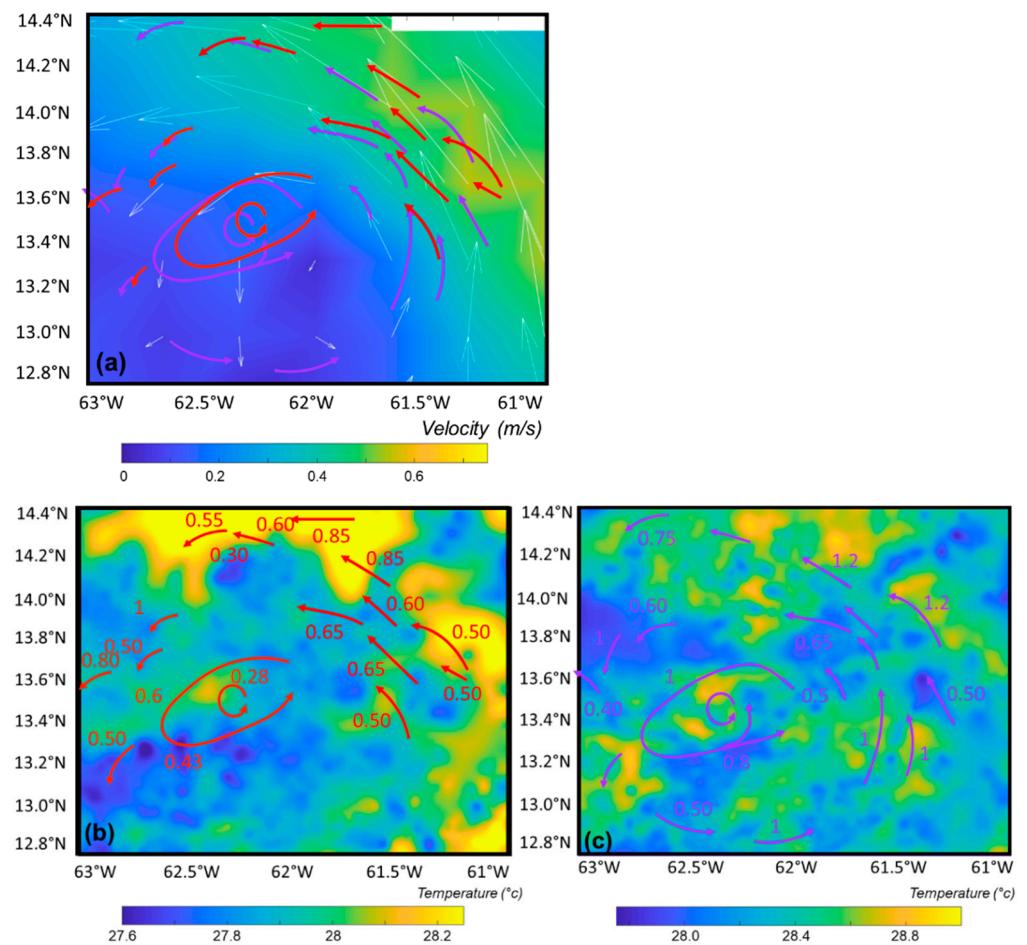 14.4°N
14.2°N
14.0°N
13.8°N
13.6°N
13.4°N
13.2°N
13.0°N
12.8°N
(a)
63°W 62.5°W 62°W 61.5°W 61°W
Velocity (m/s)
0 0.2 0.4 0.6
14.4°N
14.2°N
14.0°N
13.8°N
13.6°N
13.4°N
13.2°N
13.0°N
12.8°N
0.55
0.60
0.85
0.30
0.85
1
0.60
0.65
0.50
0.50
0.80
0.65
0.28
0.6
0.50
0.50
0.50
0.43
(b)
63°W 62.5°W 62°W 61.5°W 61°W
Temperature (°c)
27.6 27.8 28 28.2
14.4°N
14.2°N
14.0°N
13.8°N
13.6°N
13.4°N
13.2°N
13.0°N
12.8°N
0.75
1.2
0.60
1.2
1
0.65
1
0.5
0.50
0.40
1
1
0.8
0.50
1
(c)
63°W 62.5°W 62°W 61.5°W 61°W
Temperature (°c)
28.0 28.4 28.8